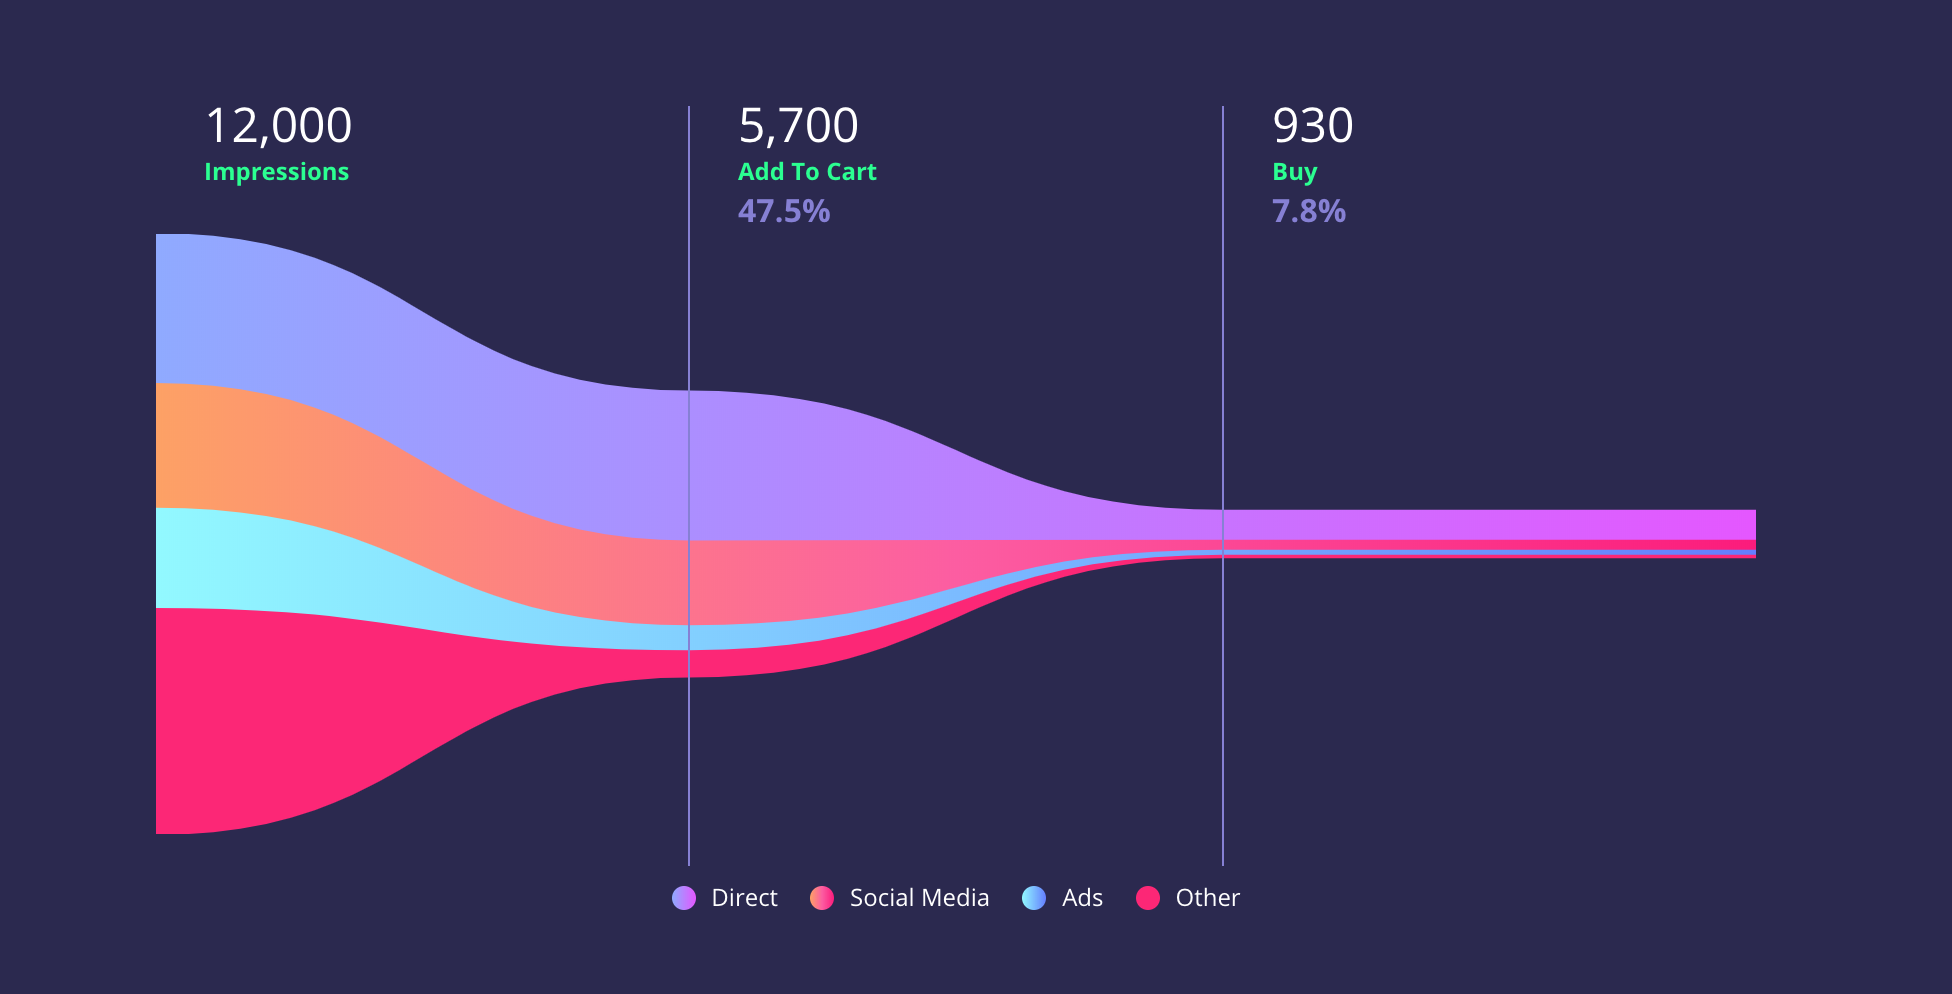 12,000
Impressions
5,700
Add To Cart
47.5%
930
Buy
7.8%
Direct
Social Media
Ads
Other